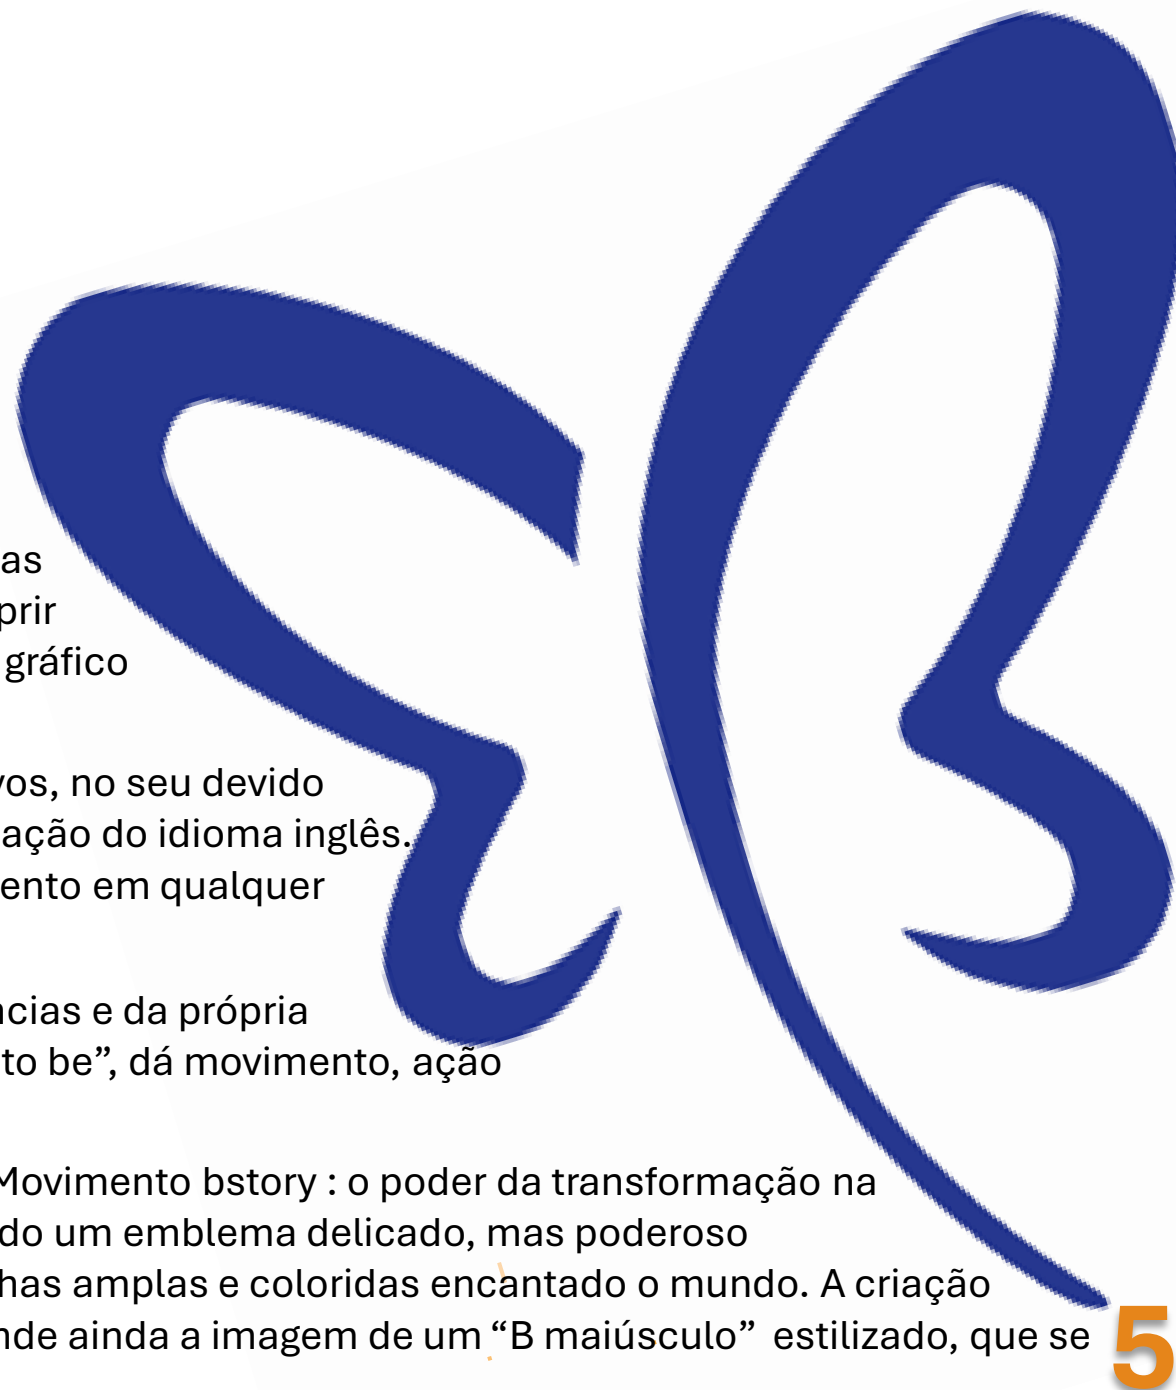 as
prir
gráfico
vos, no seu devido
ação do idioma inglês.
ento em qualquer
ncias e da própria
to be”, dá movimento, ação
Movimento bstory : o poder da transformação na
do um emblema delicado, mas poderoso
has amplas e coloridas encantado o mundo. A criação
nde ainda a imagem de um “B maiúsculo” estilizado, que se
5